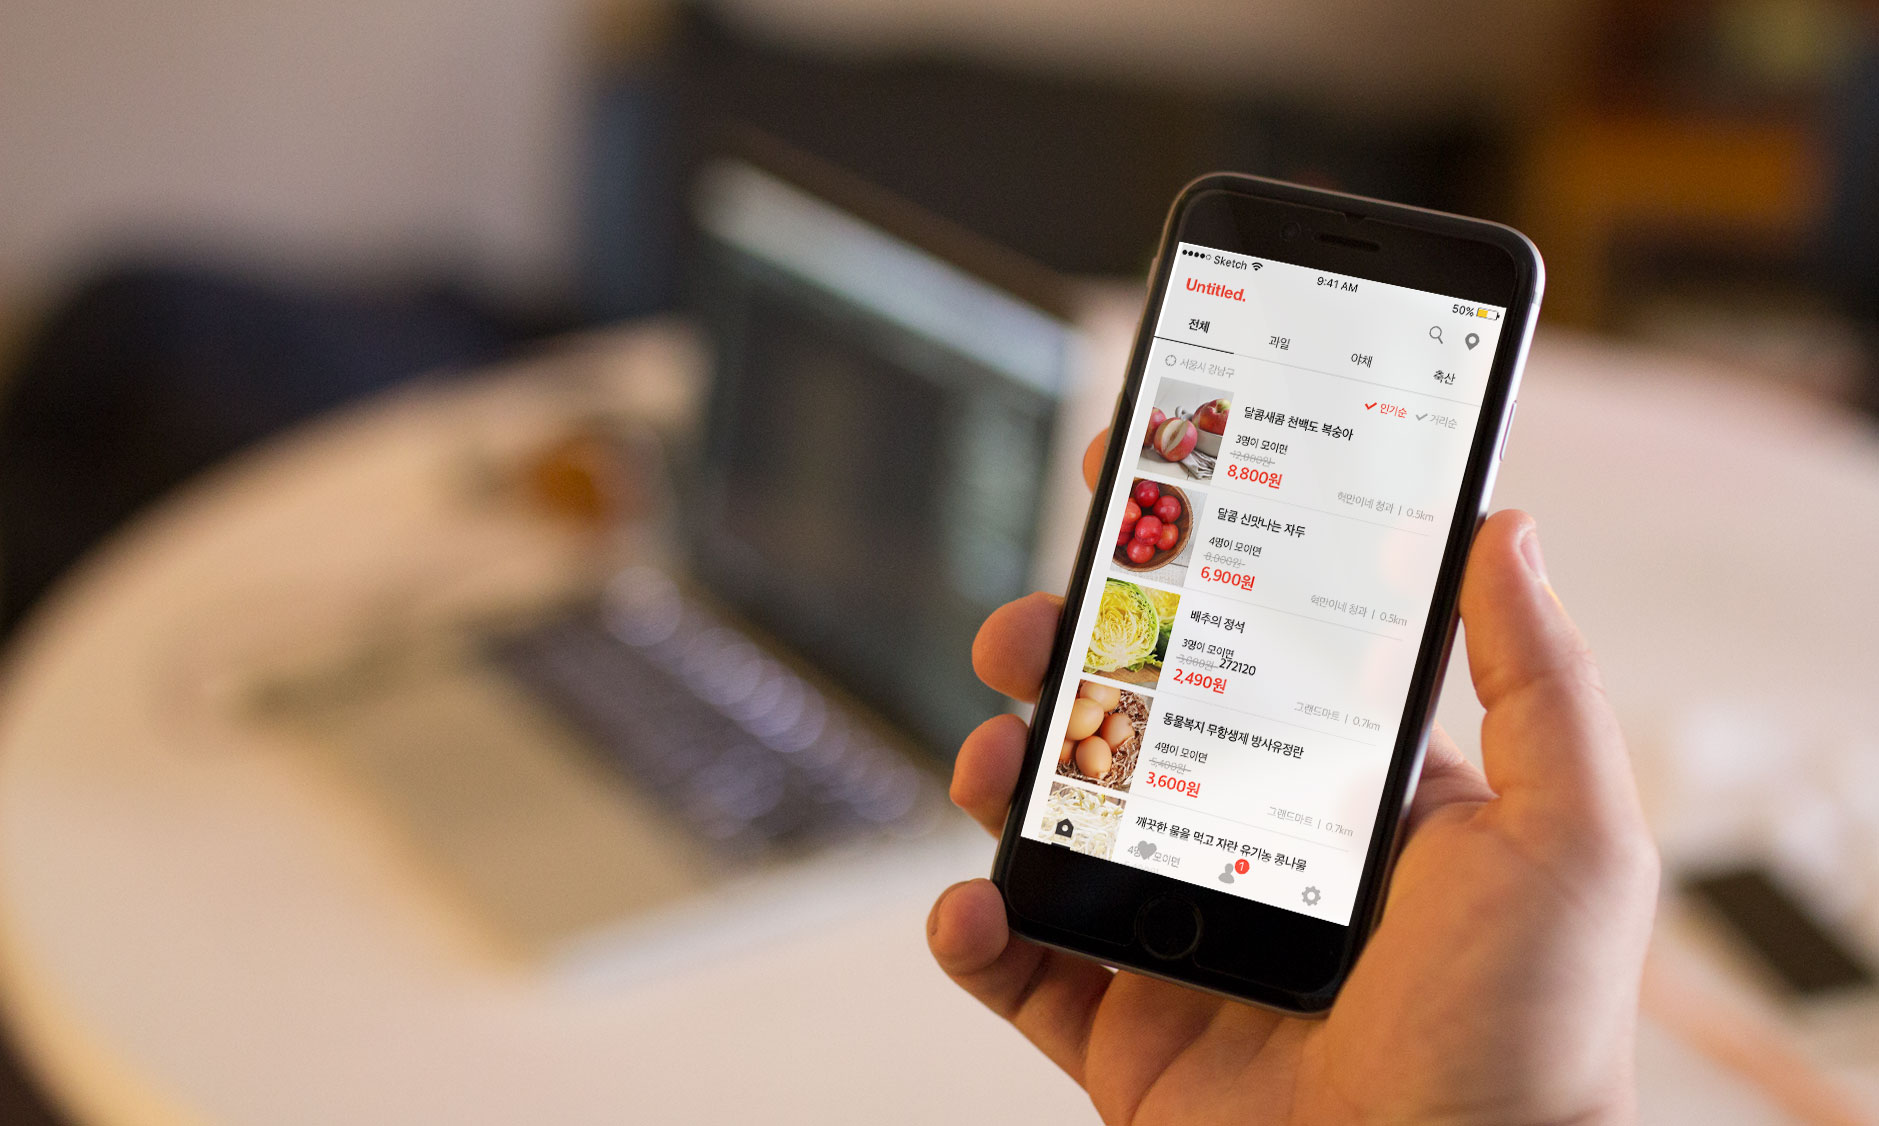 Sketch
9:41 AM
50%
Untitled.
전체
과일
야채
축산
서울시 강남구
인기순
거리순
달콤새콤 천백도 복숭아
3명이 모이면
12,000원
8,800원
혁만이네 청과 | 0.5km
달콤 신맛나는 자두
4명이 모이면
8,900원
6,900원
혁만이네 청과 | 0.5km
배추의 정석
3명이 모이면
3,000원 272120
2,490원
그랜드마트 | 0.7km
동물복지 무항생제 방사유정란
4명이 모이면
5,400원
3,600원
그랜드마트 | 0.7km
깨끗한 물을 먹고 자란 유기농 콩나물
4명이 모이면
1